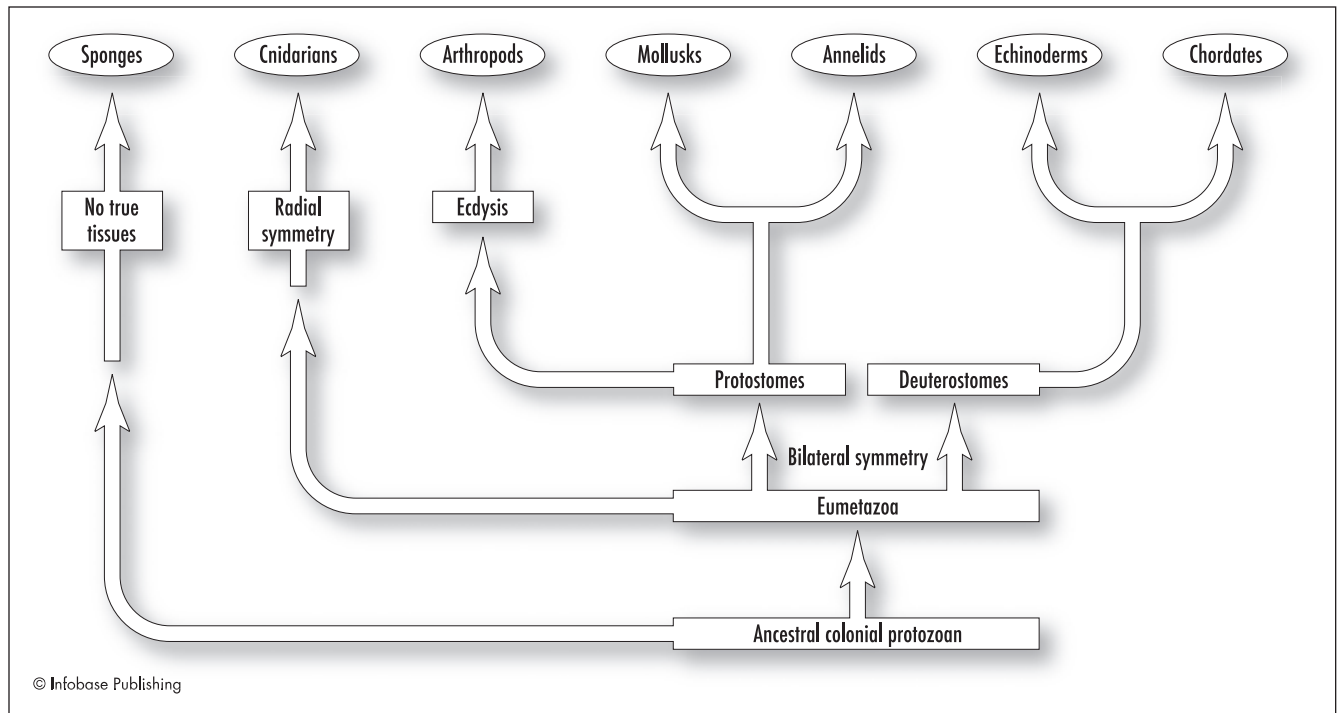 Sponges
Cnidarians
Arthropods
Mollusks
Annelids
Echinoderms
Chordates
No true
tissues
Radial
symmetry
Ecdysis
Protostomes
Deuterostomes
Bilateral symmetry
Eumetazoa
Ancestral colonial protozoan
© Infobase Publishing